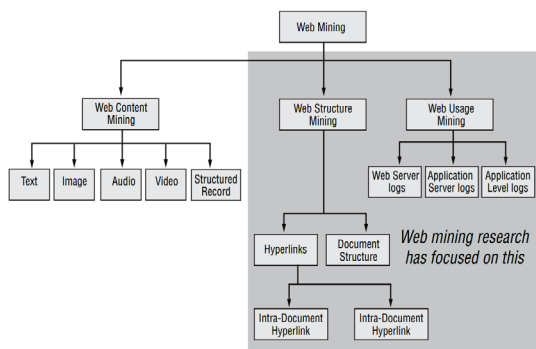 Web Mining
Web Content
Mining
Web Structure
Mining
Web Usage
Mining
Text
Image
Audio
Video
Structured
Record
Web Server
logs
Application
Server logs
Application
Level logs
Hyperlinks
Document
Structure
Web mining research
has focused on this
Intra-Document
Hyperlink
Intra-Document
Hyperlink